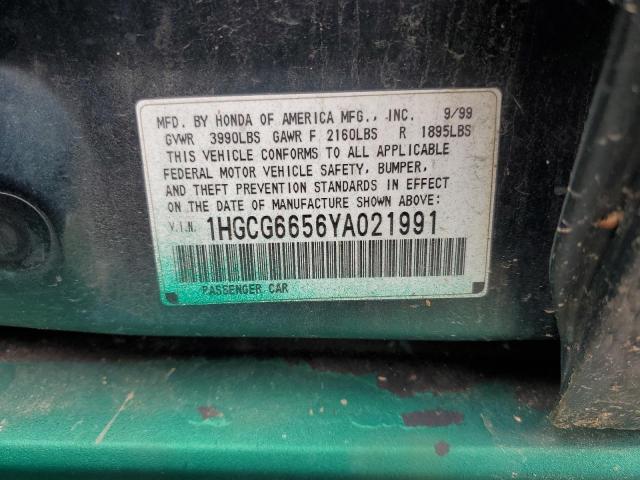 MFD. BY HONDA OF AMERICA MFG., INC. 9/99
GVWR 3990LBS GAWR F 2160LBS R 1895LBS
THIS VEHICLE CONFORMS TO ALL APPLICABLE
FEDERAL MOTOR VEHICLE SAFETY, BUMPER,
AND THEFT PREVENTION STANDARDS IN EFFECT
ON THE DATE OF MANUFACTURE SHOWN ABOVE:
V.I.N. 1HGCG6656YA021991
PASSENGER CAR